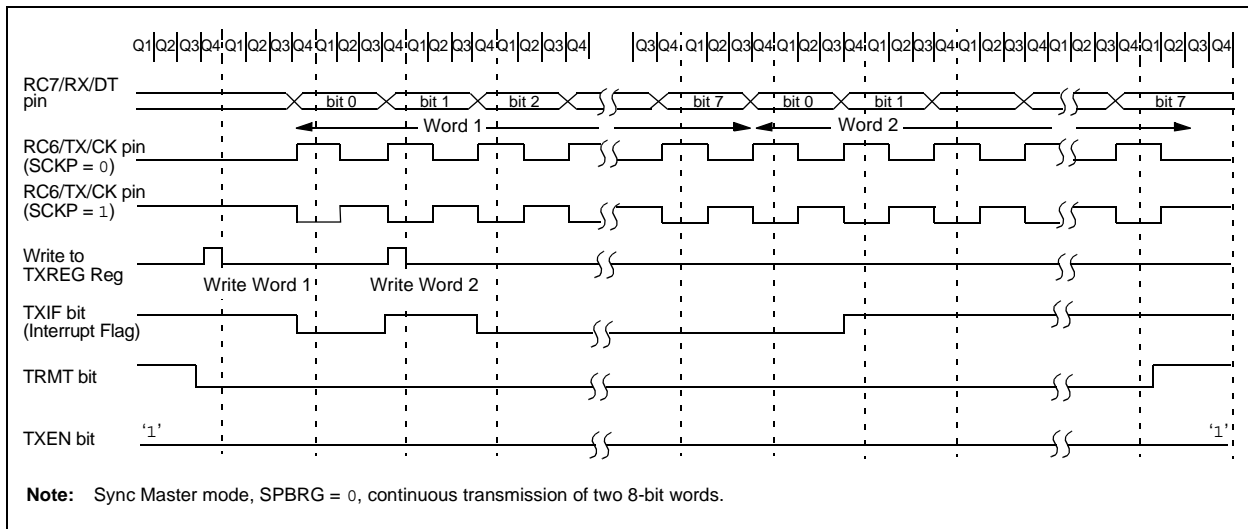 Q1 Q2 Q3 Q4 Q1 Q2 Q3 Q4 Q1 Q2 Q3 Q4 Q1 Q2 Q3 Q4 Q1 Q2 Q3 Q4 Q3 Q4 Q1 Q2 Q3 Q4 Q1 Q2 Q3 Q4 Q1 Q2 Q3 Q4 Q1 Q2 Q3 Q4 Q1 Q2 Q3 Q4 Q1 Q2 Q3 Q4
RC7/RX/DT
pin
bit 0 bit 1 bit 2 bit 7 bit 0 bit 1 bit 7
Word 1 Word 2
RC6/TX/CK pin
(SCKP = 0)
RC6/TX/CK pin
(SCKP = 1)
Write to
TXREG Reg
Write Word 1 Write Word 2
TXIF bit
(Interrupt Flag)
TRMT bit
TXEN bit
‘1’ ‘1’
Note: Sync Master mode, SPBRG = 0, continuous transmission of two 8-bit words.